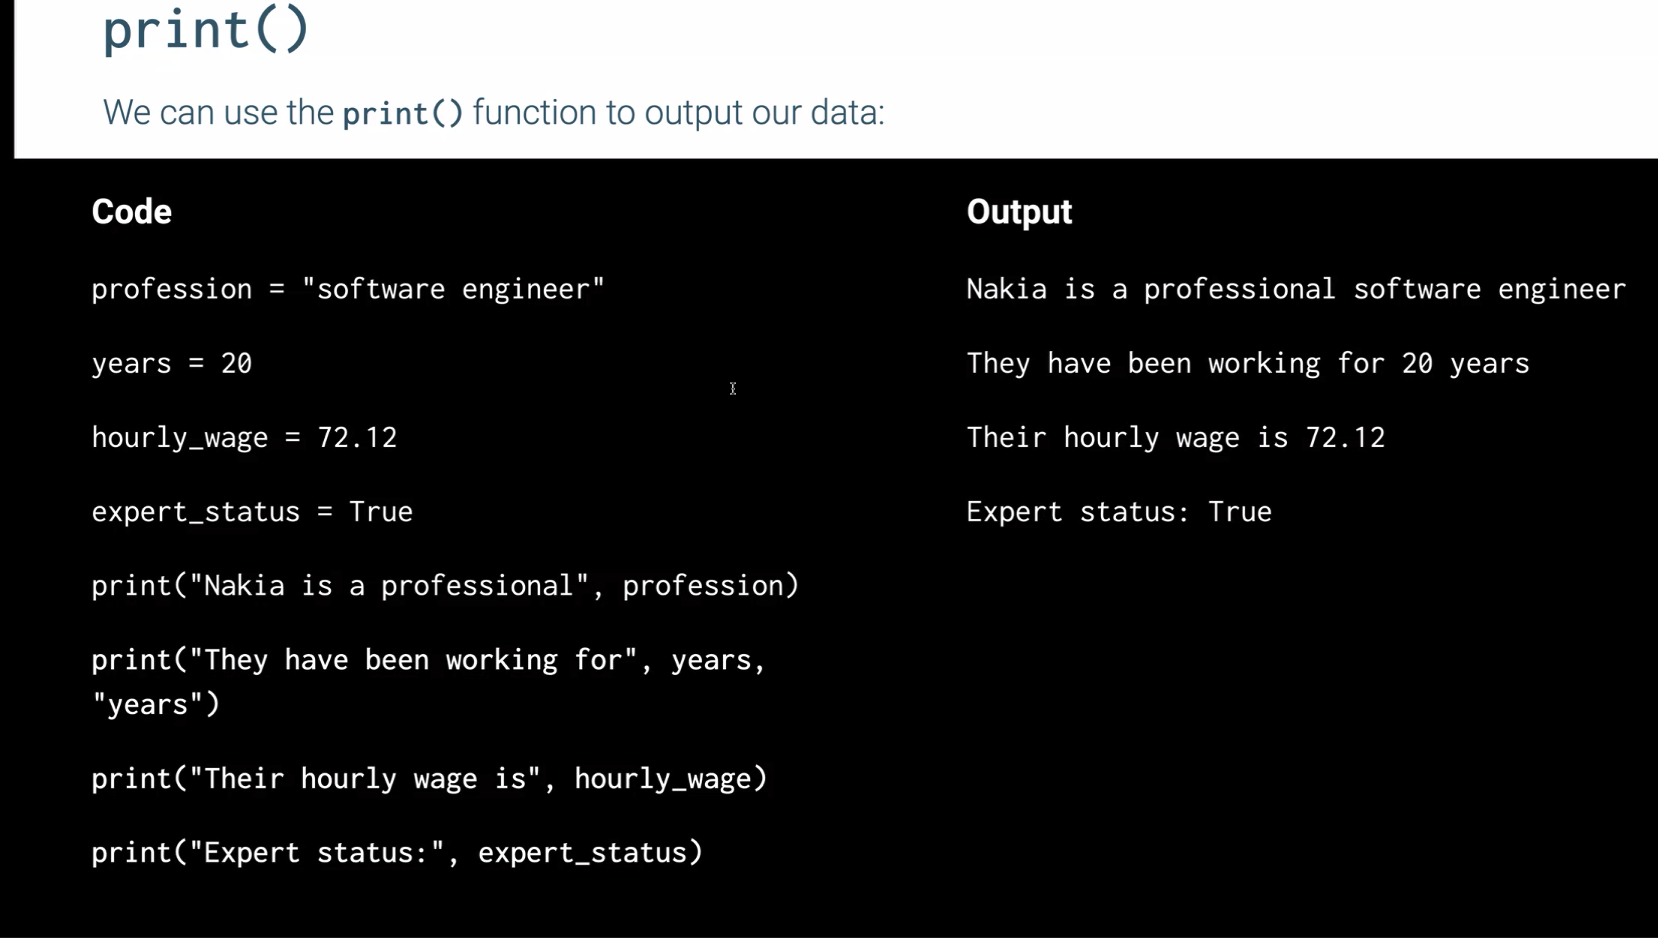 print()
We can use the print() function to output our data:
Code
profession = "software engineer"
years = 20
hourly_wage = 72.12
expert_status = True
print("Nakia is a professional", profession)
print("They have been working for", years,
"years")
print("Their hourly wage is", hourly_wage)
print("Expert status:", expert_status)
Output
Nakia is a professional software engineer
They have been working for 20 years
Their hourly wage is 72.12
Expert status: True